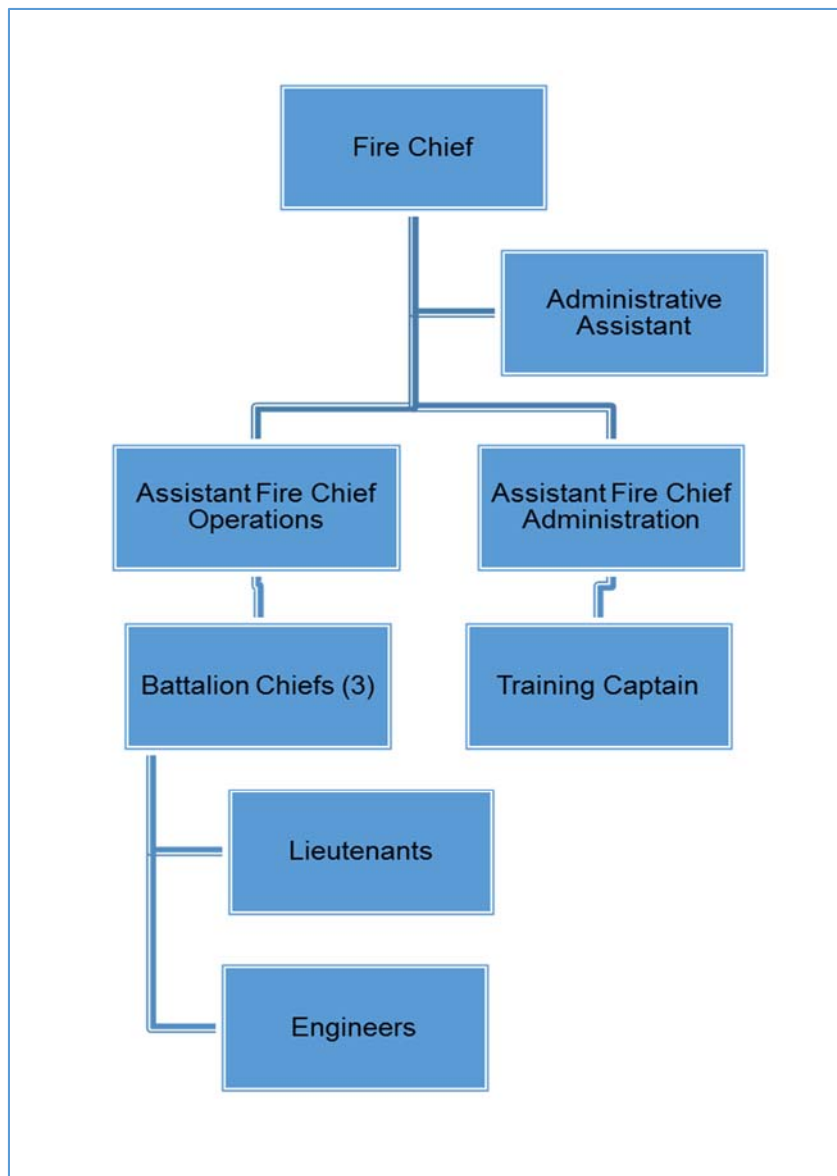 Fire Chief
Administrative
Assistant
Assistant Fire Chief
Operations
Assistant Fire Chief
Administration
Battalion Chiefs (3)
Training Captain
Lieutenants
Engineers